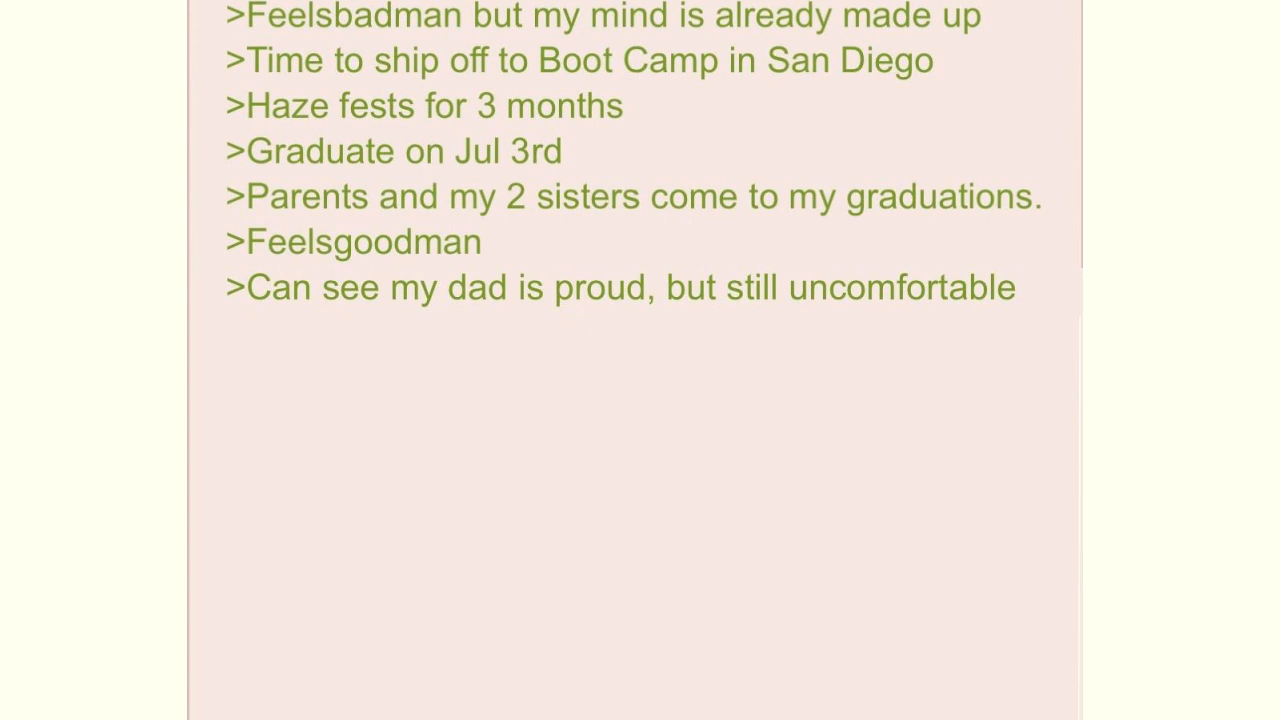 >Feelsbadman but my mind is already made up
>Time to ship off to Boot Camp in San Diego
>Haze fests for 3 months
>Graduate on Jul 3rd
>Parents and my 2 sisters come to my graduations.
>Feelsgoodman
>Can see my dad is proud, but still uncomfortable